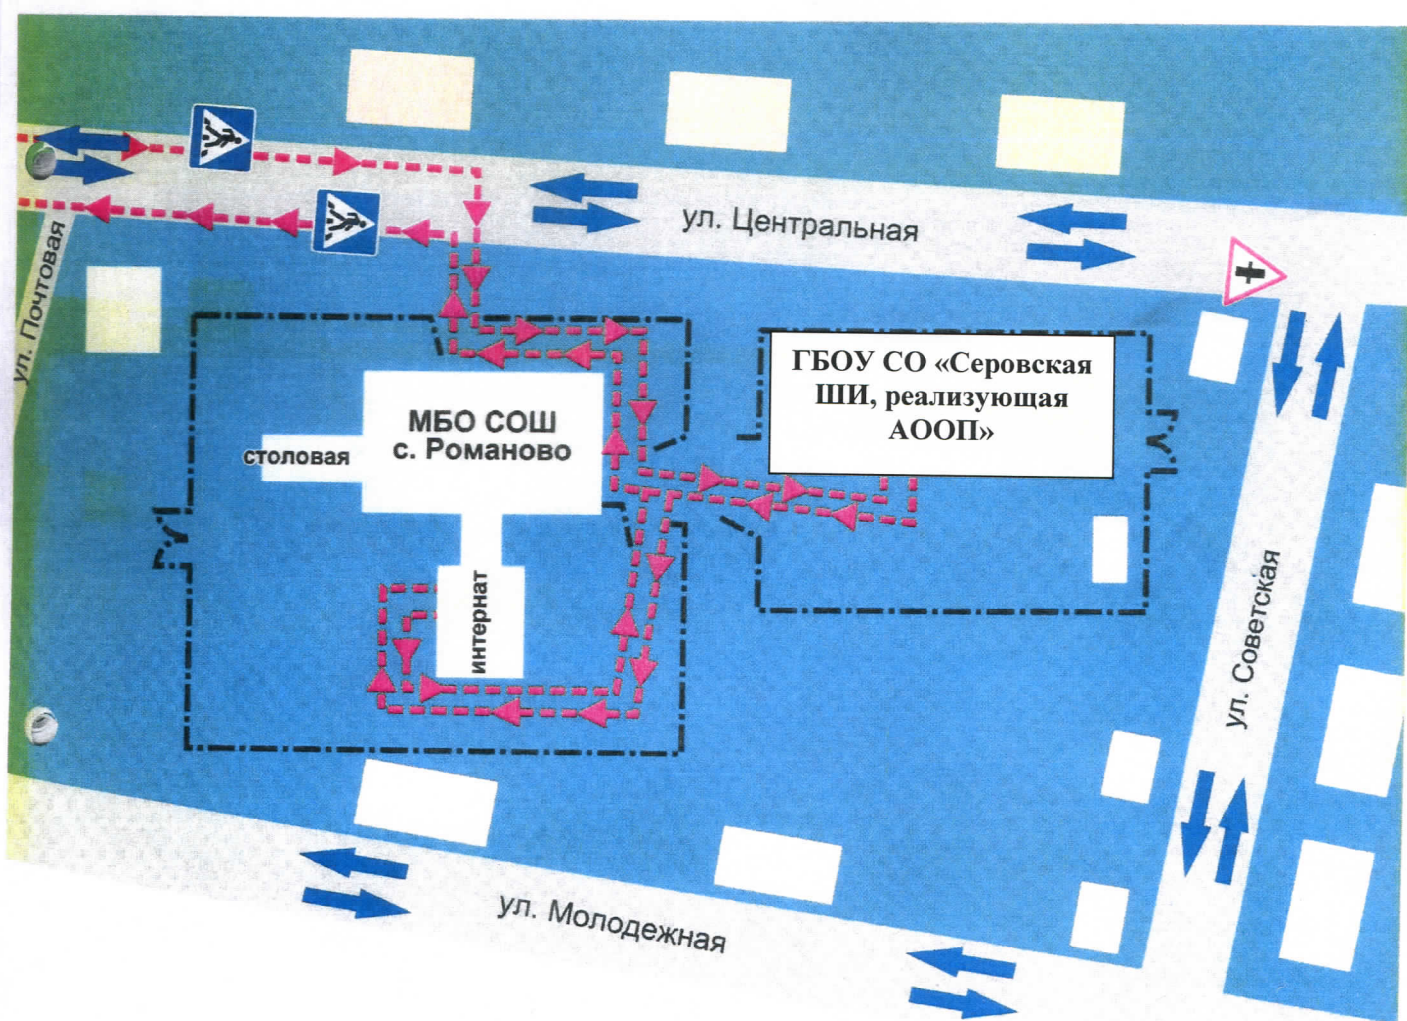 ул. Центральная
ул. Почтовая
ГБОУ СО «Серовская
ШИ, реализующая
АООП»
МБО СОШ
с. Романово
столовая
интернат
ул. Советская
ул. Молодежная